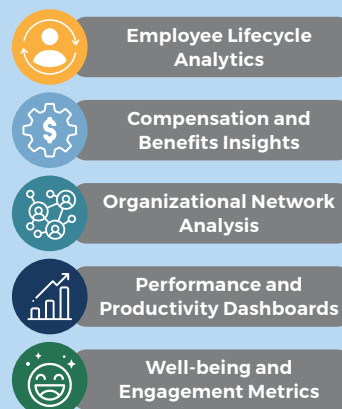 Employee Lifecycle
Analytics
$
Compensation and
Benefits Insights
Organizational Network
Analysis
Performance and
Productivity Dashboards
Well-being and
Engagement Metrics